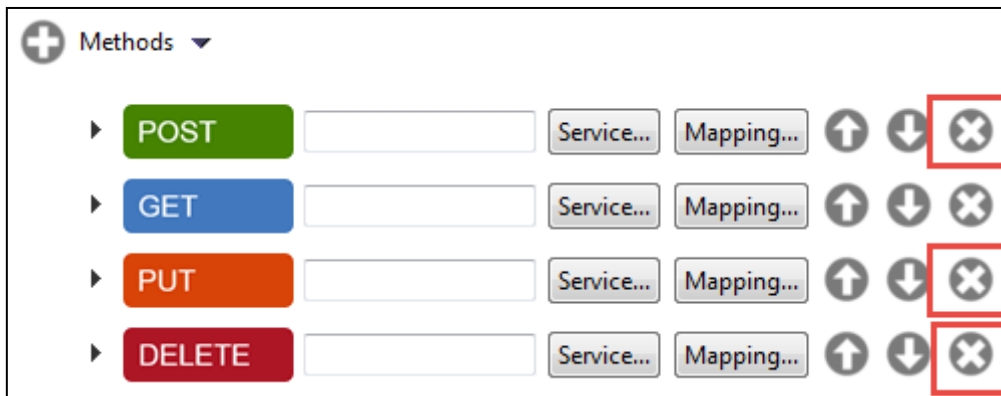 Methods
POST Service... Mapping...
GET Service... Mapping...
PUT Service... Mapping...
DELETE Service... Mapping...